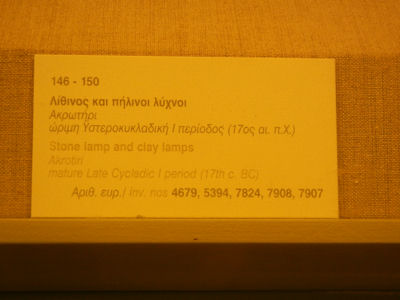 146 - 150
Λίθινος και πήλινοι λύχνοι
Ακρωτήρι
ώριμη Υστεροκυκλαδική Ι περίοδος (17ος αι. π.Χ.)
Stone lamp and clay lamps
Akrotiri
mature Late Cycladic I period (17th c. BC)
Αριθ. ευρ./ Inv. nos 4679, 5394, 7824, 7908, 7907